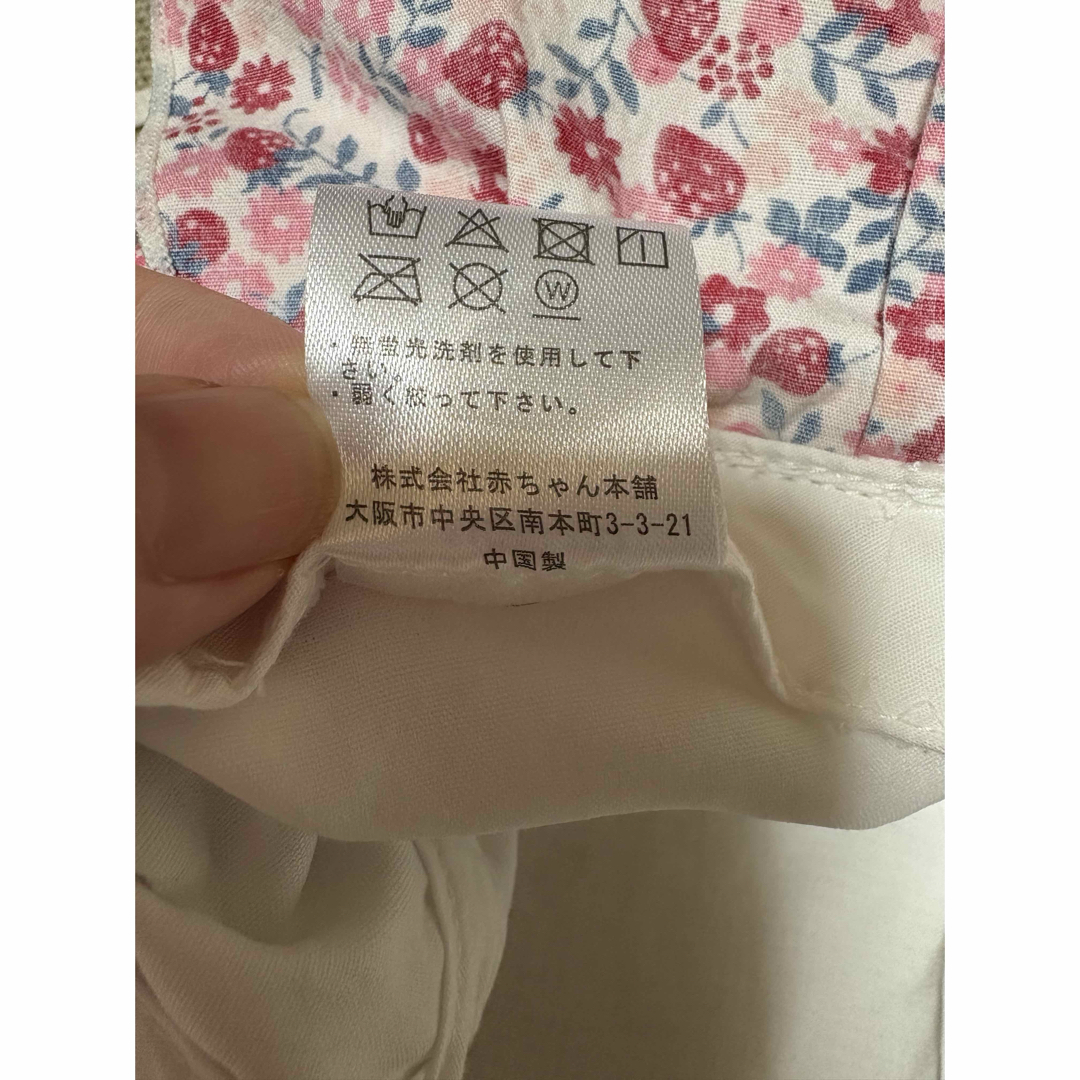 ・無蛍光洗剤を使用して下
さい。
・弱く絞って下さい。
株式会社赤ちゃん本舗
大阪市中央区南本町3-3-21
中国製